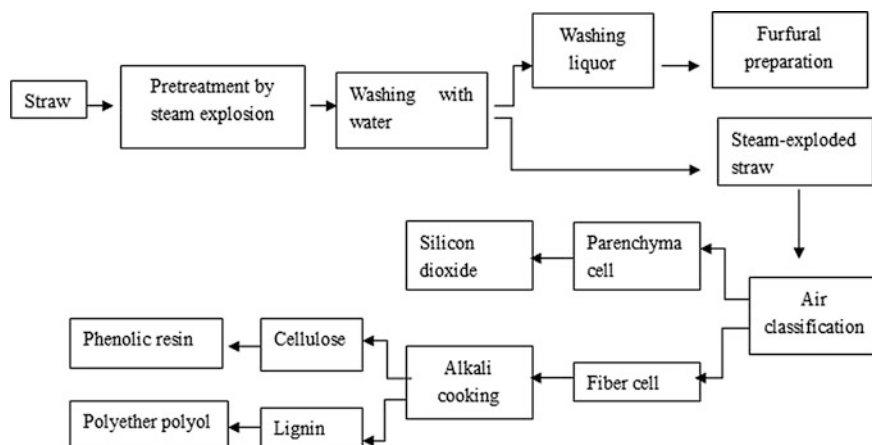 Straw
Pretreatment by
steam explosion
Washing with
water
Washing
liquor
Furfural
preparation
Steam-exploded
straw
Silicon
dioxide
Parenchyma
cell
Air
classification
Phenolic resin
Cellulose
Alkali
cooking
Fiber cell
Polyether polyol
Lignin